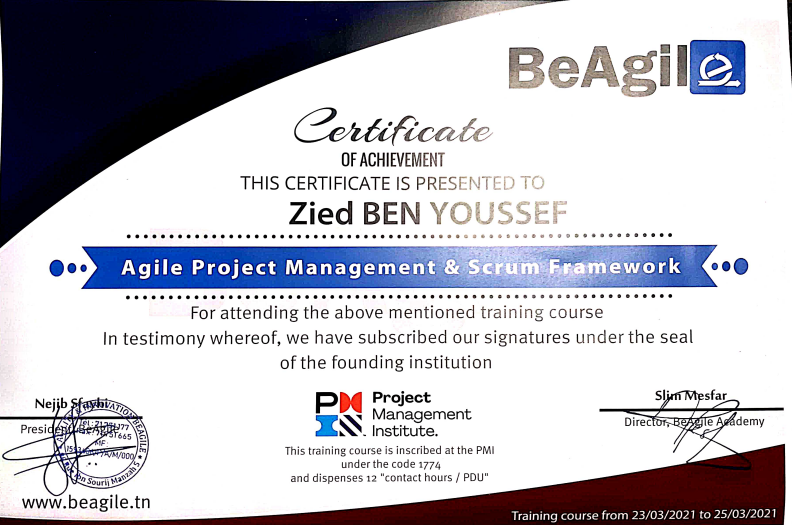 BeAgile
Certificate
OF ACHIEVEMENT
THIS CERTIFICATE IS PRESENTED TO
Zied BEN YOUSSEF
Agile Project Management & Scrum Framework
For attending the above mentioned training course
In testimony whereof, we have subscribed our signatures under the seal
of the founding institution
Nejib
President BeAgile
Project
Management
Institute.
This training course is inscribed at the PMI
under the code 1774
and dispenses 12 "contact hours / PDU"
Slim Mesfar
Director, BeAgile Academy
www.beagile.tn
Training course from 23/03/2021 to 25/03/2021